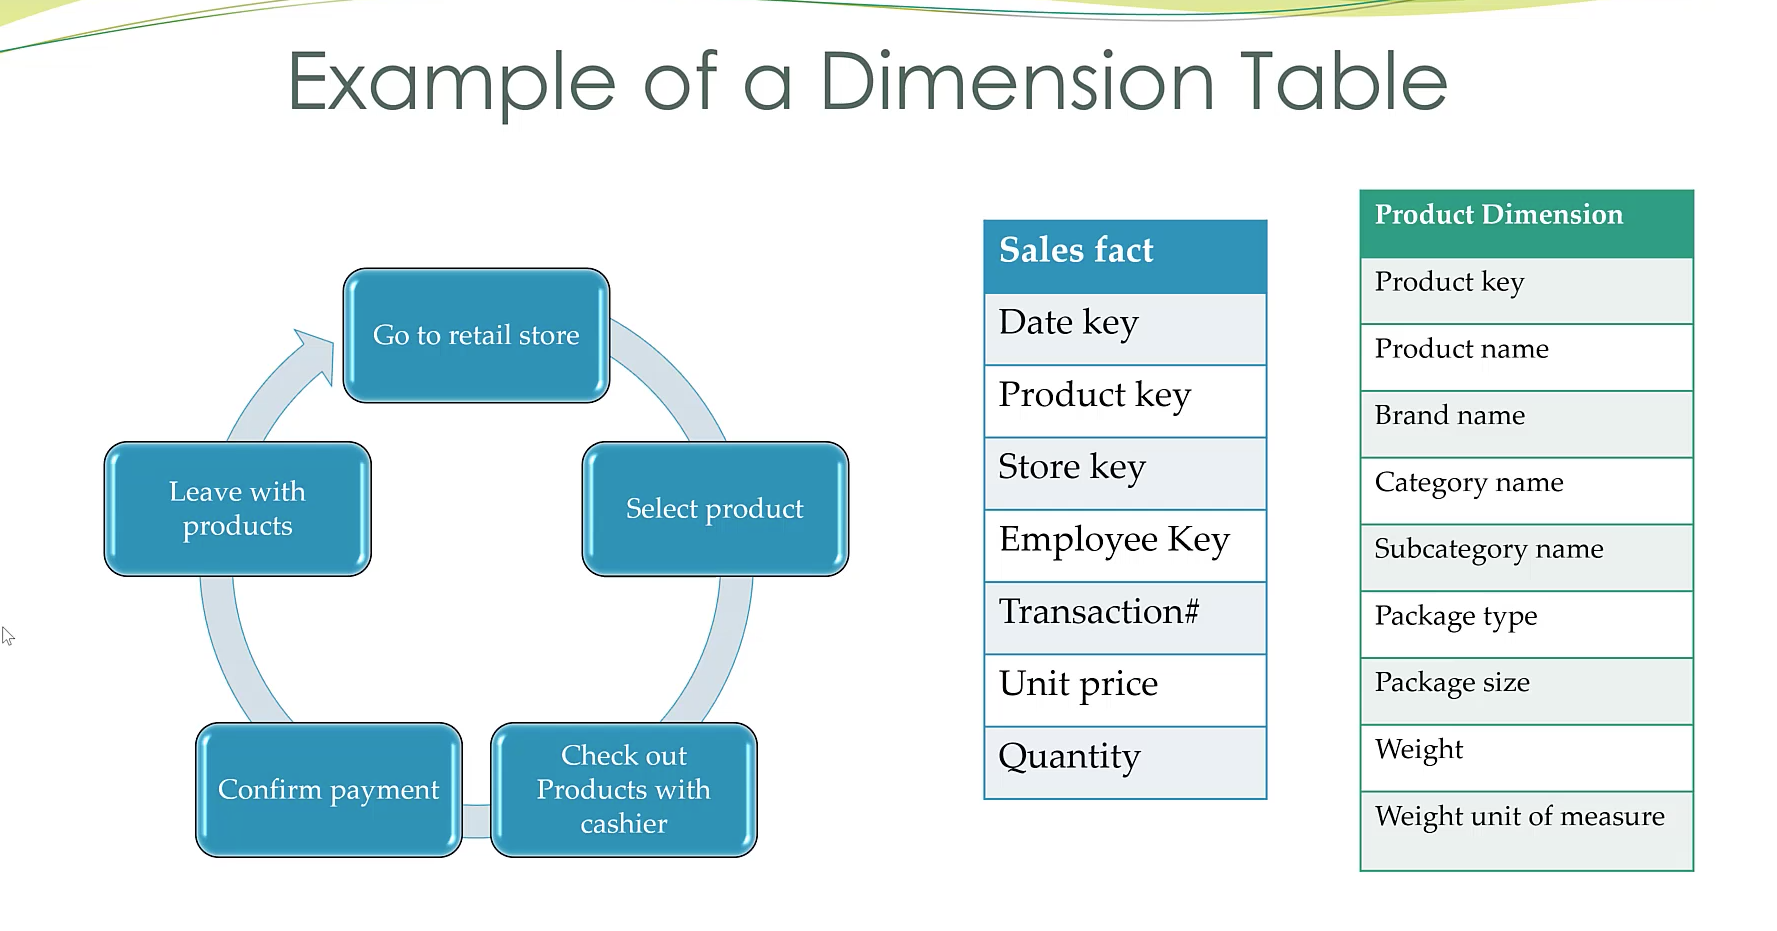 Example of a Dimension Table
Go to retail store
Select product
Check out
Products with
cashier
Confirm payment
Leave with
products
Sales fact
Date key
Product key
Store key
Employee Key
Transaction#
Unit price
Quantity
Product Dimension
Product key
Product name
Brand name
Category name
Subcategory name
Package type
Package size
Weight
Weight unit of measure